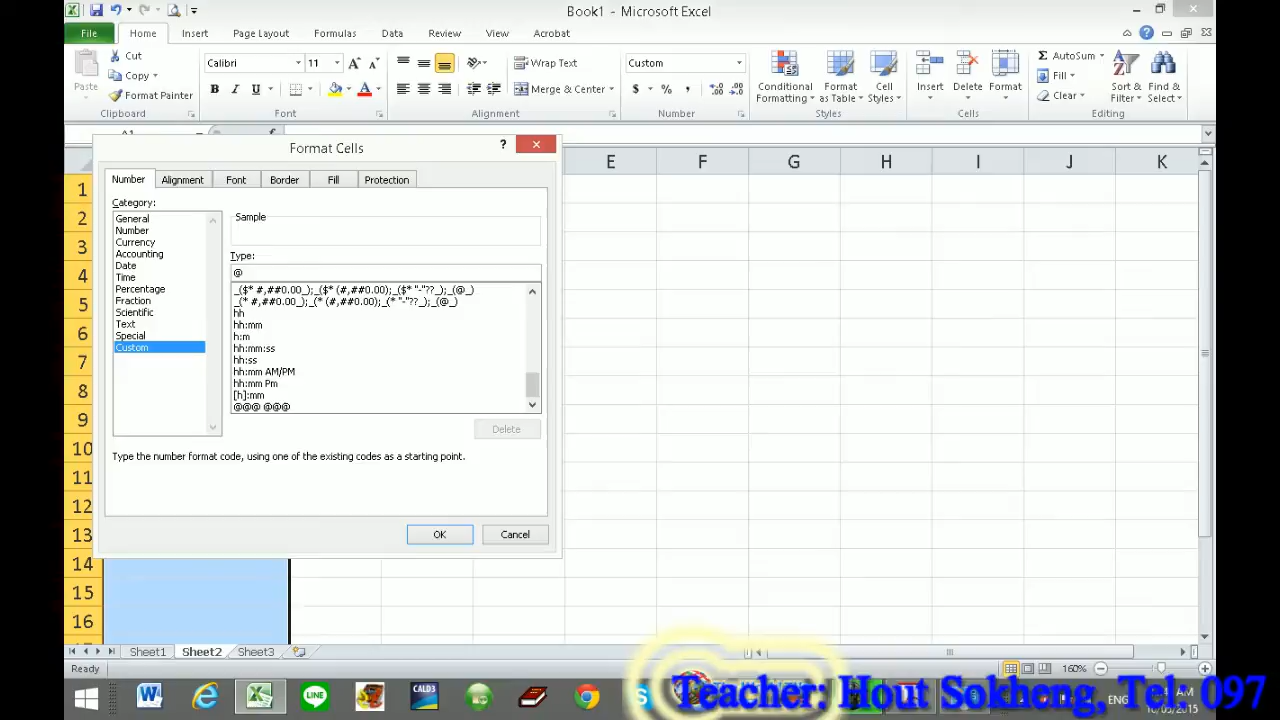 Book1 - Microsoft Excel
File Home Insert Page Layout Formulas Data Review View Acrobat
Paste
Cut
Copy
Format Painter
Clipboard
Calibri 11
B I U A
Font
Wrap Text
Merge & Center
Alignment
Custom
$ % ,
Number
Conditional Formatting
Format as Table
Cell Styles
Styles
Insert Delete Format
Cells
Σ AutoSum
Fill
Clear
Sort & Filter
Find & Select
Editing
E F G H I J K
1
2
3
4
5
6
7
8
9
10
11
12
13
14
15
16
Format Cells
Number Alignment Font Border Fill Protection
Category:
General
Number
Currency
Accounting
Date
Time
Percentage
Fraction
Scientific
Text
Special
Custom
Sample
Type:
@
_($* #,##0.00_);_($* (#,##0.00);_($* "-"??_);_(@_)
_(* #,##0.00_);_(* (#,##0.00);_(* "-"??_);_(@_)
hh
hh:mm
h:m
hh:mm:ss
hh:ss
hh:mm AM/PM
hh:mm Pm
[h]:mm
@@@ @@@
Delete
Type the number format code, using one of the existing codes as a starting point.
OK Cancel
Sheet1 Sheet2 Sheet3
Ready 160%
LINE CALD3 ENG AM
Teacher Hout Sokheng, Tel: 097